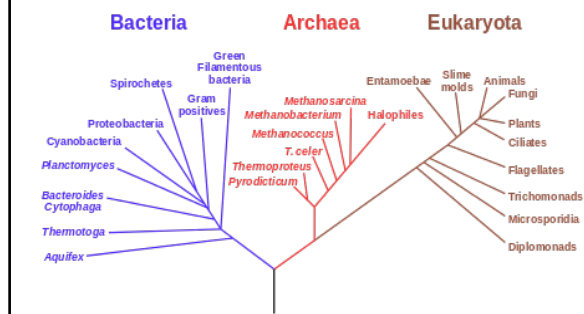 Bacteria
Archaea
Eukaryota
Green
Filamentous
bacteria
Spirochetes
Gram
positives
Proteobacteria
Cyanobacteria
Planctomyces
Bacteroides
Cytophaga
Thermotoga
Aquifex
Methanosarcina
Methanobacterium
Halophiles
Methanococcus
T. celer
Thermoproteus
Pyrodicticum
Entamoebae
Slime
molds
Animals
Fungi
Plants
Ciliates
Flagellates
Trichomonads
Microsporidia
Diplomonads